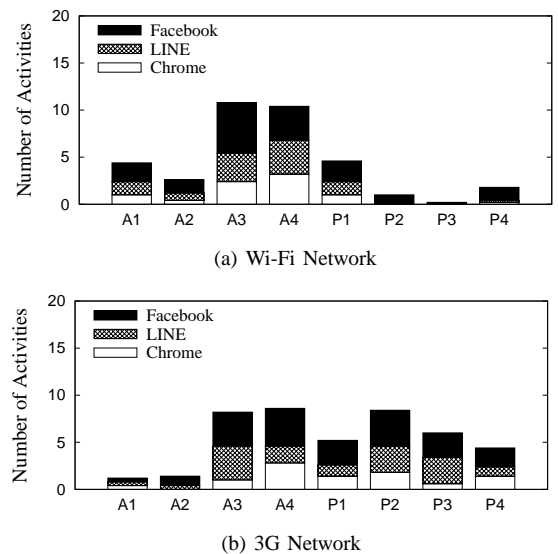 20
15
10
5
0
Number of Activities
Facebook
LINE
Chrome
A1 A2 A3 A4 P1 P2 P3 P4
(a) Wi-Fi Network
20
15
10
5
0
Number of Activities
Facebook
LINE
Chrome
A1 A2 A3 A4 P1 P2 P3 P4
(b) 3G Network